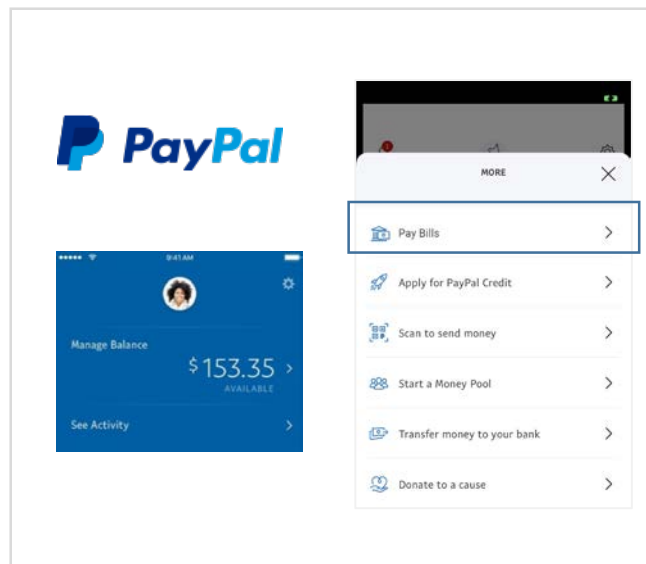 PayPal
9:41 AM
Manage Balance
$153.35
AVAILABLE
See Activity
MORE
Pay Bills
Apply for PayPal Credit
Scan to send money
Start a Money Pool
Transfer money to your bank
Donate to a cause